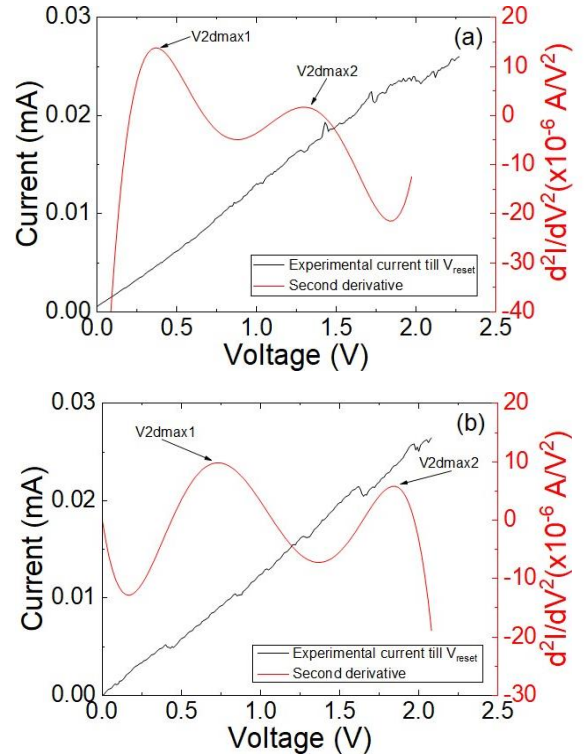 V2dmax1
(a)
V2dmax2
Current (mA)
0.03
0.02
0.01
0.00
20
10
0
-10
-20
-30
-40
d²I/dV²(x10⁻⁶ A/V²)
Experimental current till Vreset
Second derivative
0.0 0.5 1.0 1.5 2.0 2.5
Voltage (V)
(b)
V2dmax1
V2dmax2
Current (mA)
0.03
0.02
0.01
0.00
20
10
0
-10
-20
-30
d²I/dV²(x10⁻⁶ A/V²)
Experimental current till Vreset
Second derivative
0.0 0.5 1.0 1.5 2.0 2.5
Voltage (V)